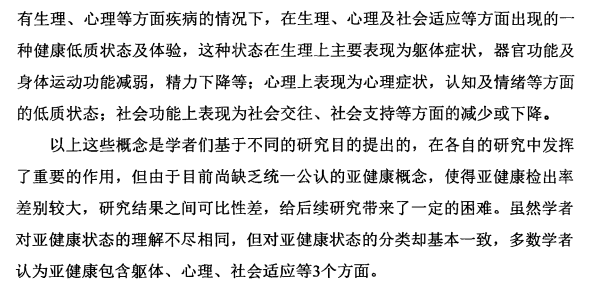 有生理、心理等方面疾病的情况下，在生理、心理及社会适应等方面出现的一
种健康低质状态及体验，这种状态在生理上主要表现为躯体症状，器官功能及
身体运动功能减弱，精力下降等；心理上表现为心理症状，认知及情绪等方面
的低质状态；社会功能上表现为社会交往、社会支持等方面的减少或下降。
以上这些概念是学者们基于不同的研究目的提出的，在各自的研究中发挥
了重要的作用，但由于目前尚缺乏统一公认的亚健康概念，使得亚健康检出率
差别较大，研究结果之间可比性差，给后续研究带来了一定的困难。虽然学者
对亚健康状态的理解不尽相同，但对亚健康状态的分类却基本一致，多数学者
认为亚健康包含躯体、心理、社会适应等3个方面。